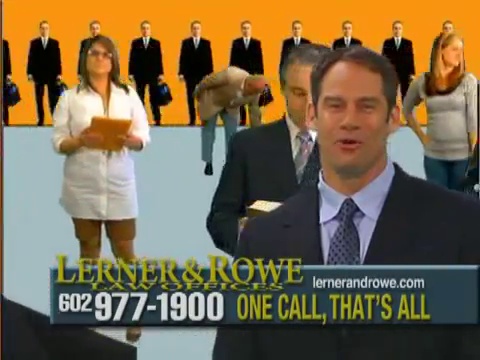 LERNER & ROWE
LAW OFFICES
lernerandrowe.com
602 977-1900 ONE CALL, THAT'S ALL